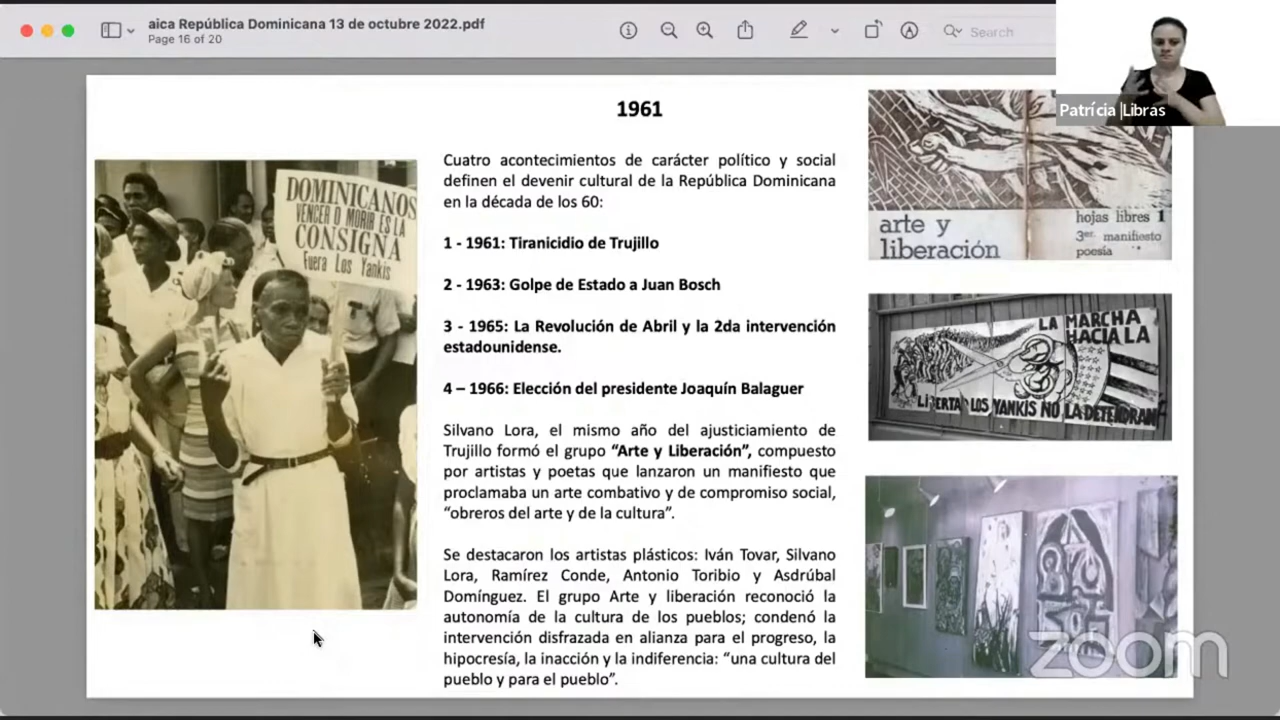 aica República Dominicana 13 de octubre 2022.pdf
Page 16 of 20
Search
Patrícia |Libras
1961
DOMINICANOS
VENCER O MORIR ES LA
CONSIGNA
Fuera Los Yankis
Cuatro acontecimientos de carácter político y social
definen el devenir cultural de la República Dominicana
en la década de los 60:
1 - 1961: Tiranicidio de Trujillo
2 - 1963: Golpe de Estado a Juan Bosch
3 - 1965: La Revolución de Abril y la 2da intervención
estadounidense.
4 – 1966: Elección del presidente Joaquín Balaguer
Silvano Lora, el mismo año del ajusticiamiento de
Trujillo formó el grupo “Arte y Liberación”, compuesto
por artistas y poetas que lanzaron un manifiesto que
proclamaba un arte combativo y de compromiso social,
“obreros del arte y de la cultura”.
Se destacaron los artistas plásticos: Iván Tovar, Silvano
Lora, Ramírez Conde, Antonio Toribio y Asdrúbal
Domínguez. El grupo Arte y liberación reconoció la
autonomía de la cultura de los pueblos; condenó la
intervención disfrazada en alianza para el progreso, la
hipocresía, la inacción y la indiferencia: “una cultura del
pueblo y para el pueblo”.
arte y
liberación
hojas libres 1
3er. manifiesto
poesía
LA MARCHA
HACIA LA
LIBERTAD LOS YANKIS NO LA DETENDRAN
zoom